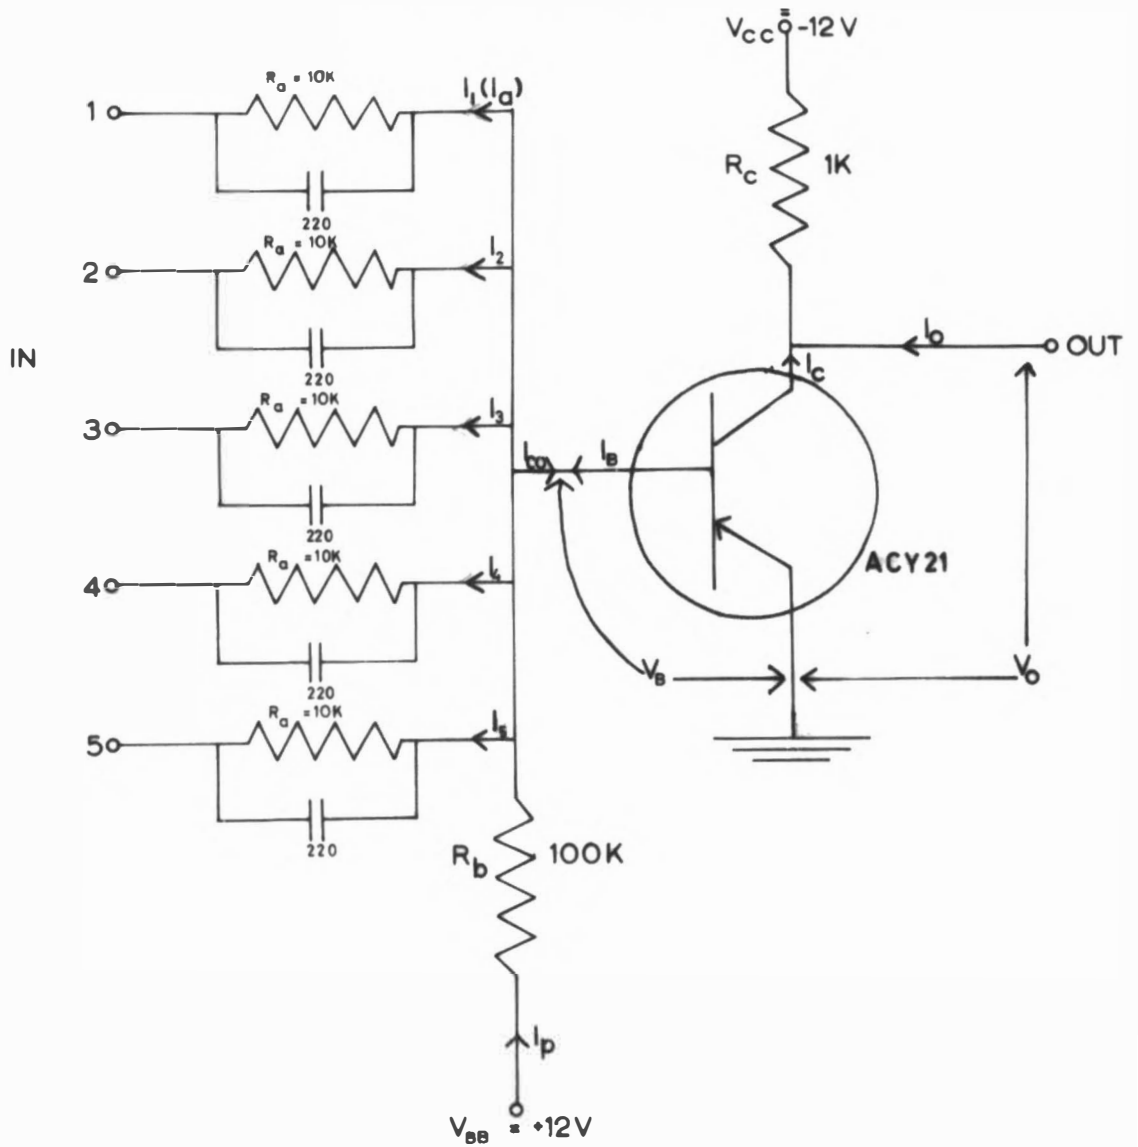 VCC = -12V
Ra = 10K
I1(Ia)
1
220
RC 1K
Ra = 10K
I2
2
220
IO
OUT
IN
IC
Ra = 10K
I3
3
220
Ico IB
ACY21
Ra = 10K
I4
4
220
VB
VO
Ra = 10K
I5
5
220
Rb 100K
Ip
VBB = +12V